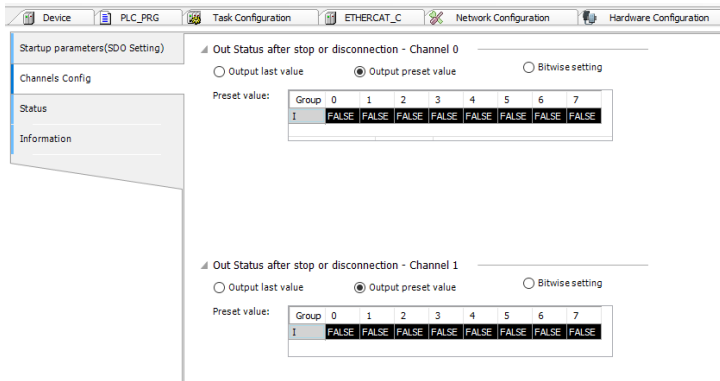 Device PLC_PRG Task Configuration ETHERCAT_C Network Configuration Hardware Configuration
Startup parameters(SDO Setting)
Channels Config
Status
Information
Out Status after stop or disconnection - Channel 0
Output last value Output preset value Bitwise setting
Preset value:
Group 0 1 2 3 4 5 6 7
I FALSE FALSE FALSE FALSE FALSE FALSE FALSE FALSE
Out Status after stop or disconnection - Channel 1
Output last value Output preset value Bitwise setting
Preset value:
Group 0 1 2 3 4 5 6 7
I FALSE FALSE FALSE FALSE FALSE FALSE FALSE FALSE